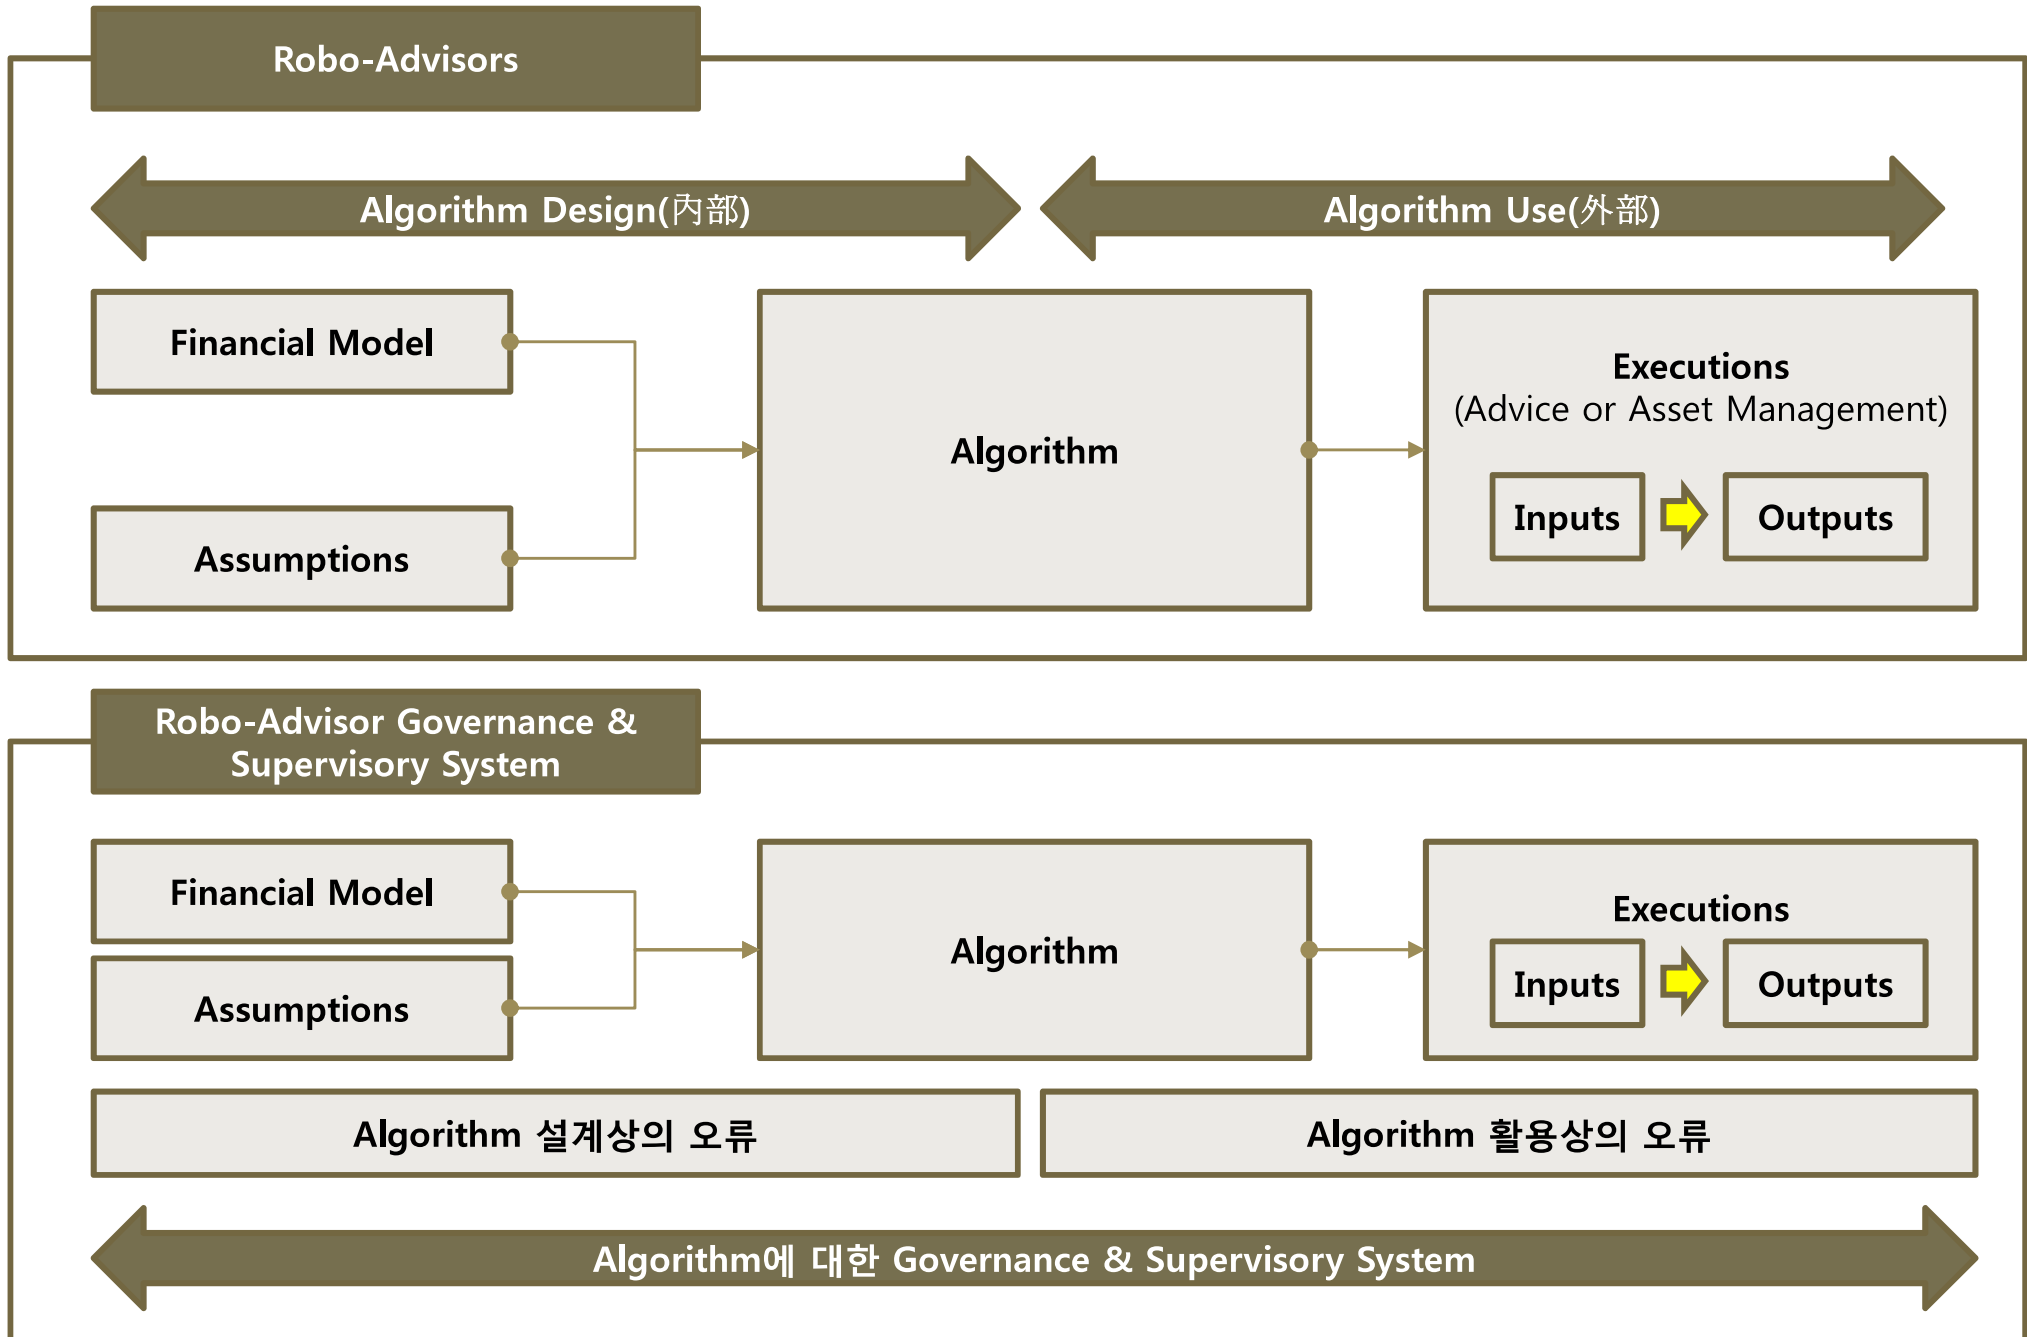 Robo-Advisors
Algorithm Design(內部)
Algorithm Use(外部)
Financial Model
Assumptions
Algorithm
Executions
(Advice or Asset Management)
Inputs
Outputs
Robo-Advisor Governance &
Supervisory System
Financial Model
Assumptions
Algorithm
Executions
Inputs
Outputs
Algorithm 설계상의 오류
Algorithm 활용상의 오류
Algorithm에 대한 Governance & Supervisory System